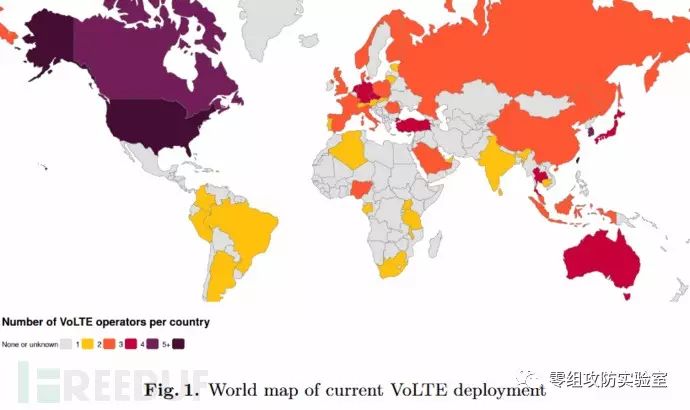 Number of VoLTE operators per country
None or unknown 1 2 3 4 5+
FREEBUF
Fig. 1. World map of current VoLTE deployment
零组攻防实验室